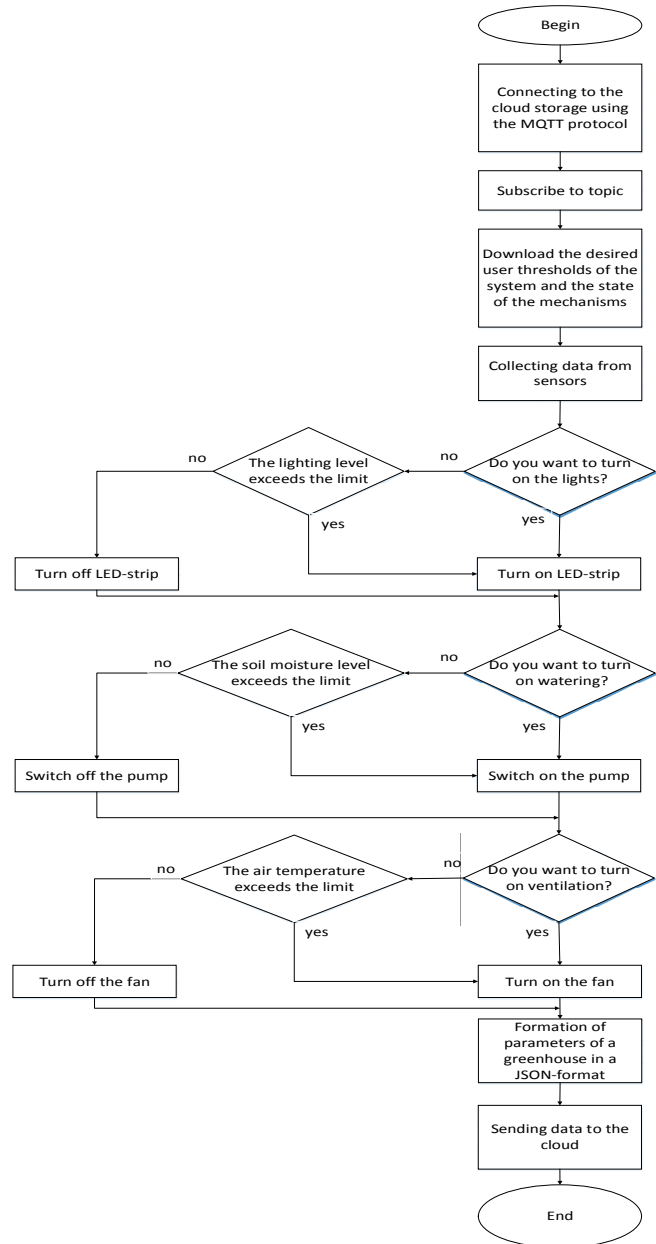 Begin
Connecting to the
cloud storage using
the MQTT protocol
Subscribe to topic
Download the desired
user thresholds of the
system and the state
of the mechanisms
Collecting data from
sensors
Do you want to turn
on the lights?
no
The lighting level
exceeds the limit
no
yes
yes
Turn off LED-strip
Turn on LED-strip
Do you want to turn
on watering?
no
The soil moisture level
exceeds the limit
no
yes
yes
Switch off the pump
Switch on the pump
Do you want to turn
on ventilation?
no
The air temperature
exceeds the limit
no
yes
yes
Turn off the fan
Turn on the fan
Formation of
parameters of a
greenhouse in a
JSON-format
Sending data to the
cloud
End